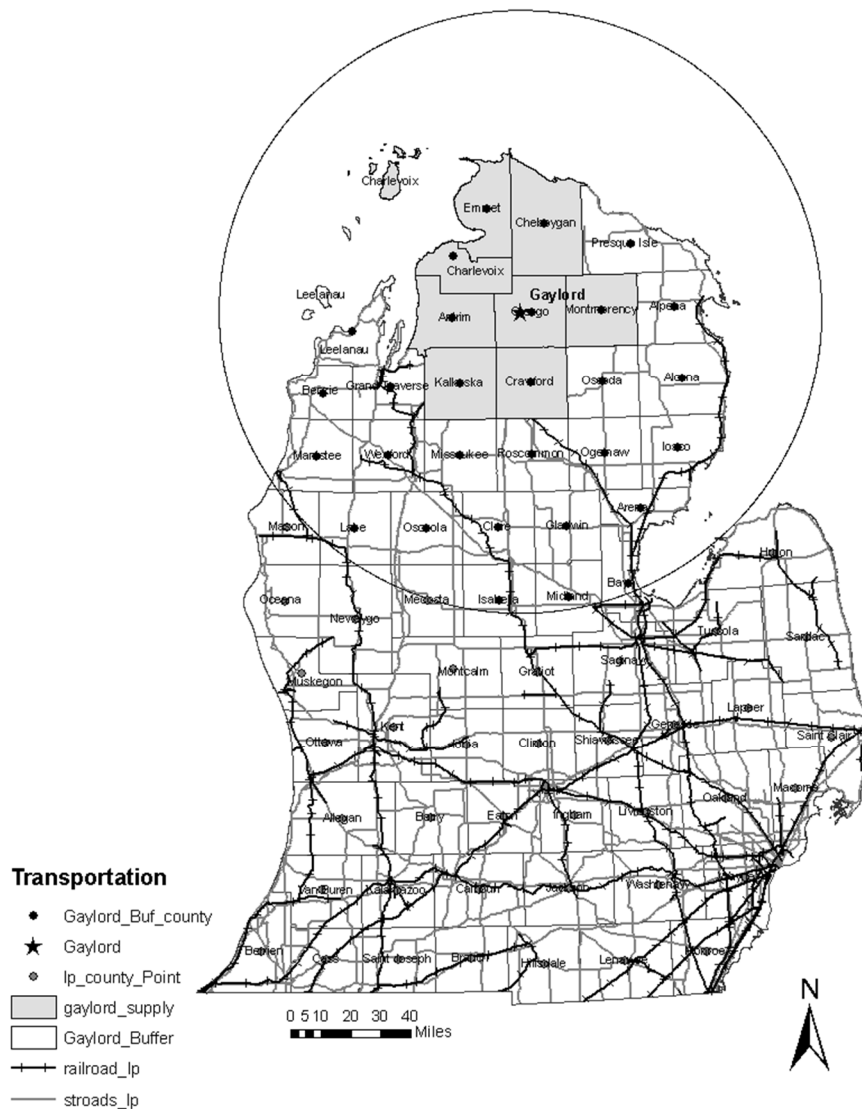 Charlevoix
Emmet
Cheboygan
Presque Isle
Charlevoix
Leelanau
Gaylord
Antrim
Otsego
Montmorency
Alpena
Leelanau
Benzie
Grand Traverse
Kalkaska
Crawford
Oscoda
Alcona
Manistee
Wexford
Missaukee
Roscommon
Ogemaw
Iosco
Arenac
Mason
Lake
Osceola
Clare
Gladwin
Huron
Bay
Oceana
Newaygo
Mecosta
Isabella
Midland
Tuscola
Sanilac
Muskegon
Montcalm
Gratiot
Saginaw
Lapeer
Kent
Genesee
Saint Clair
Ottawa
Ionia
Clinton
Shiawassee
Macomb
Oakland
Allegan
Barry
Eaton
Ingham
Livingston
Van Buren
Kalamazoo
Calhoun
Jackson
Washtenaw
Wayne
Berrien
Cass
Saint Joseph
Branch
Hillsdale
Lenawee
Monroe
Transportation
Gaylord_Buf_county
Gaylord
lp_county_Point
gaylord_supply
Gaylord_Buffer
railroad_lp
stroads_lp
0 5 10 20 30 40
Miles
N